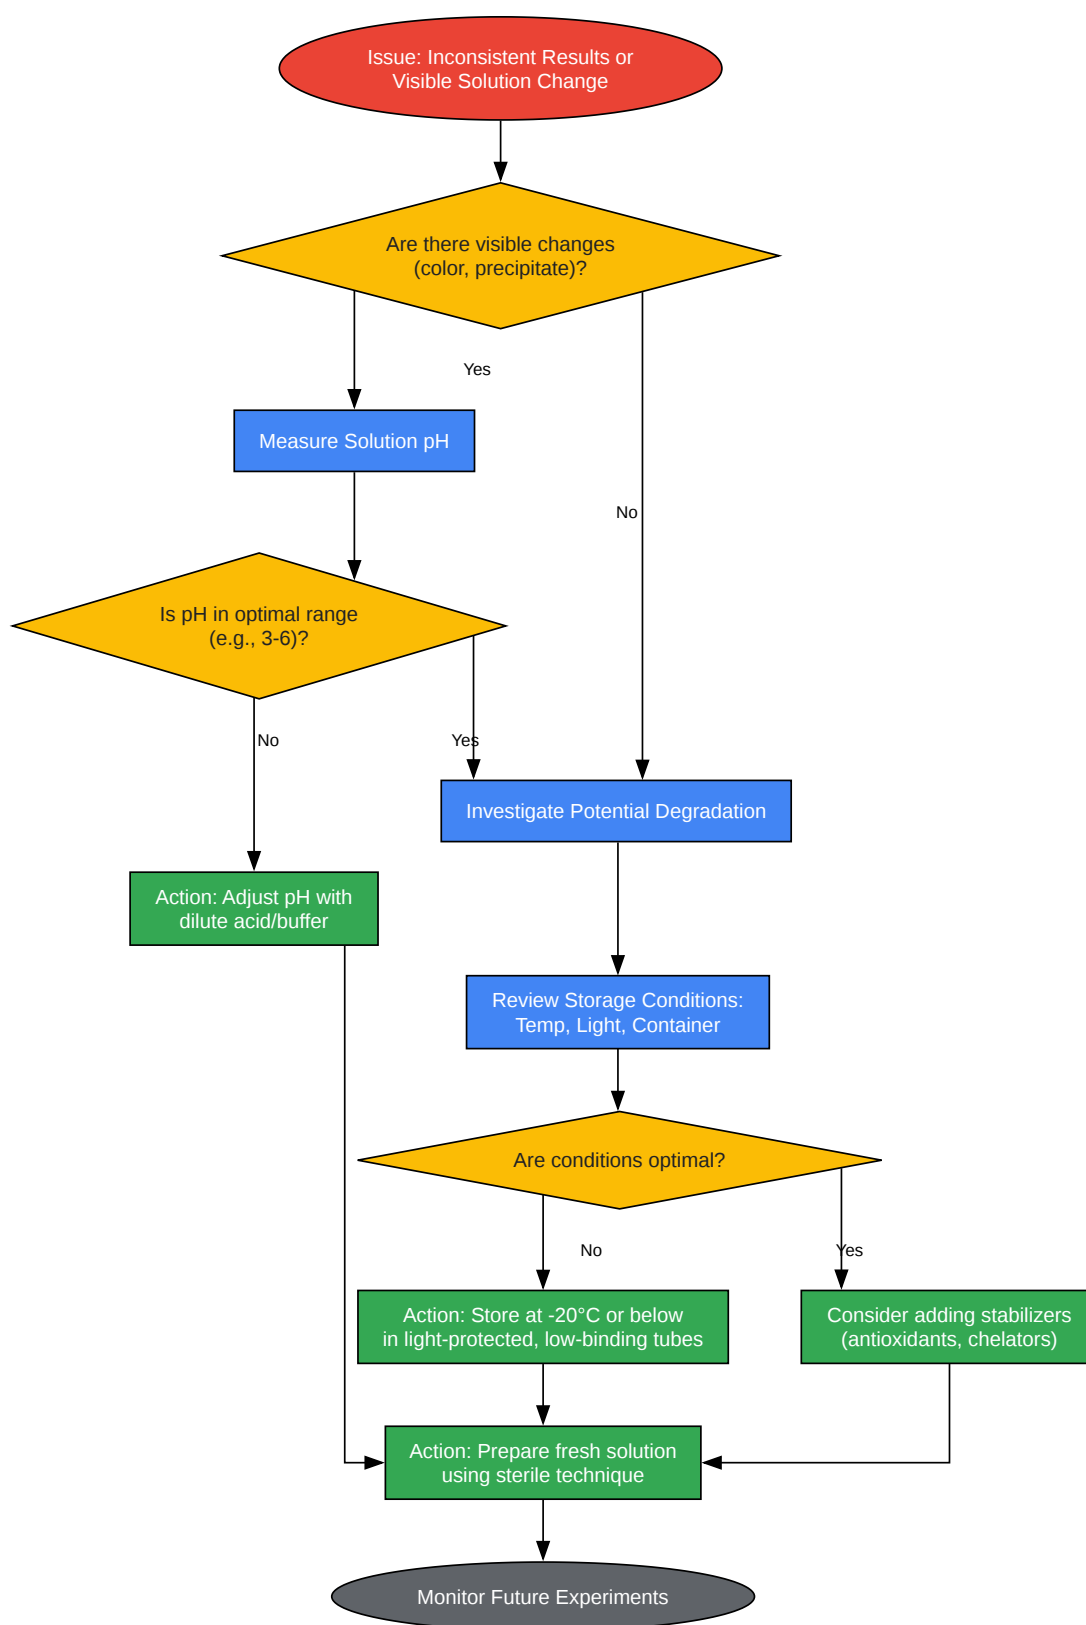 Issue: Inconsistent Results or
Visible Solution Change
Are there visible changes
(color, precipitate)?
Yes
Measure Solution pH
No
Is pH in optimal range
(e.g., 3-6)?
No
Yes
Investigate Potential Degradation
Action: Adjust pH with
dilute acid/buffer
Review Storage Conditions:
Temp, Light, Container
Are conditions optimal?
No
Yes
Action: Store at -20°C or below
in light-protected, low-binding tubes
Consider adding stabilizers
(antioxidants, chelators)
Action: Prepare fresh solution
using sterile technique
Monitor Future Experiments